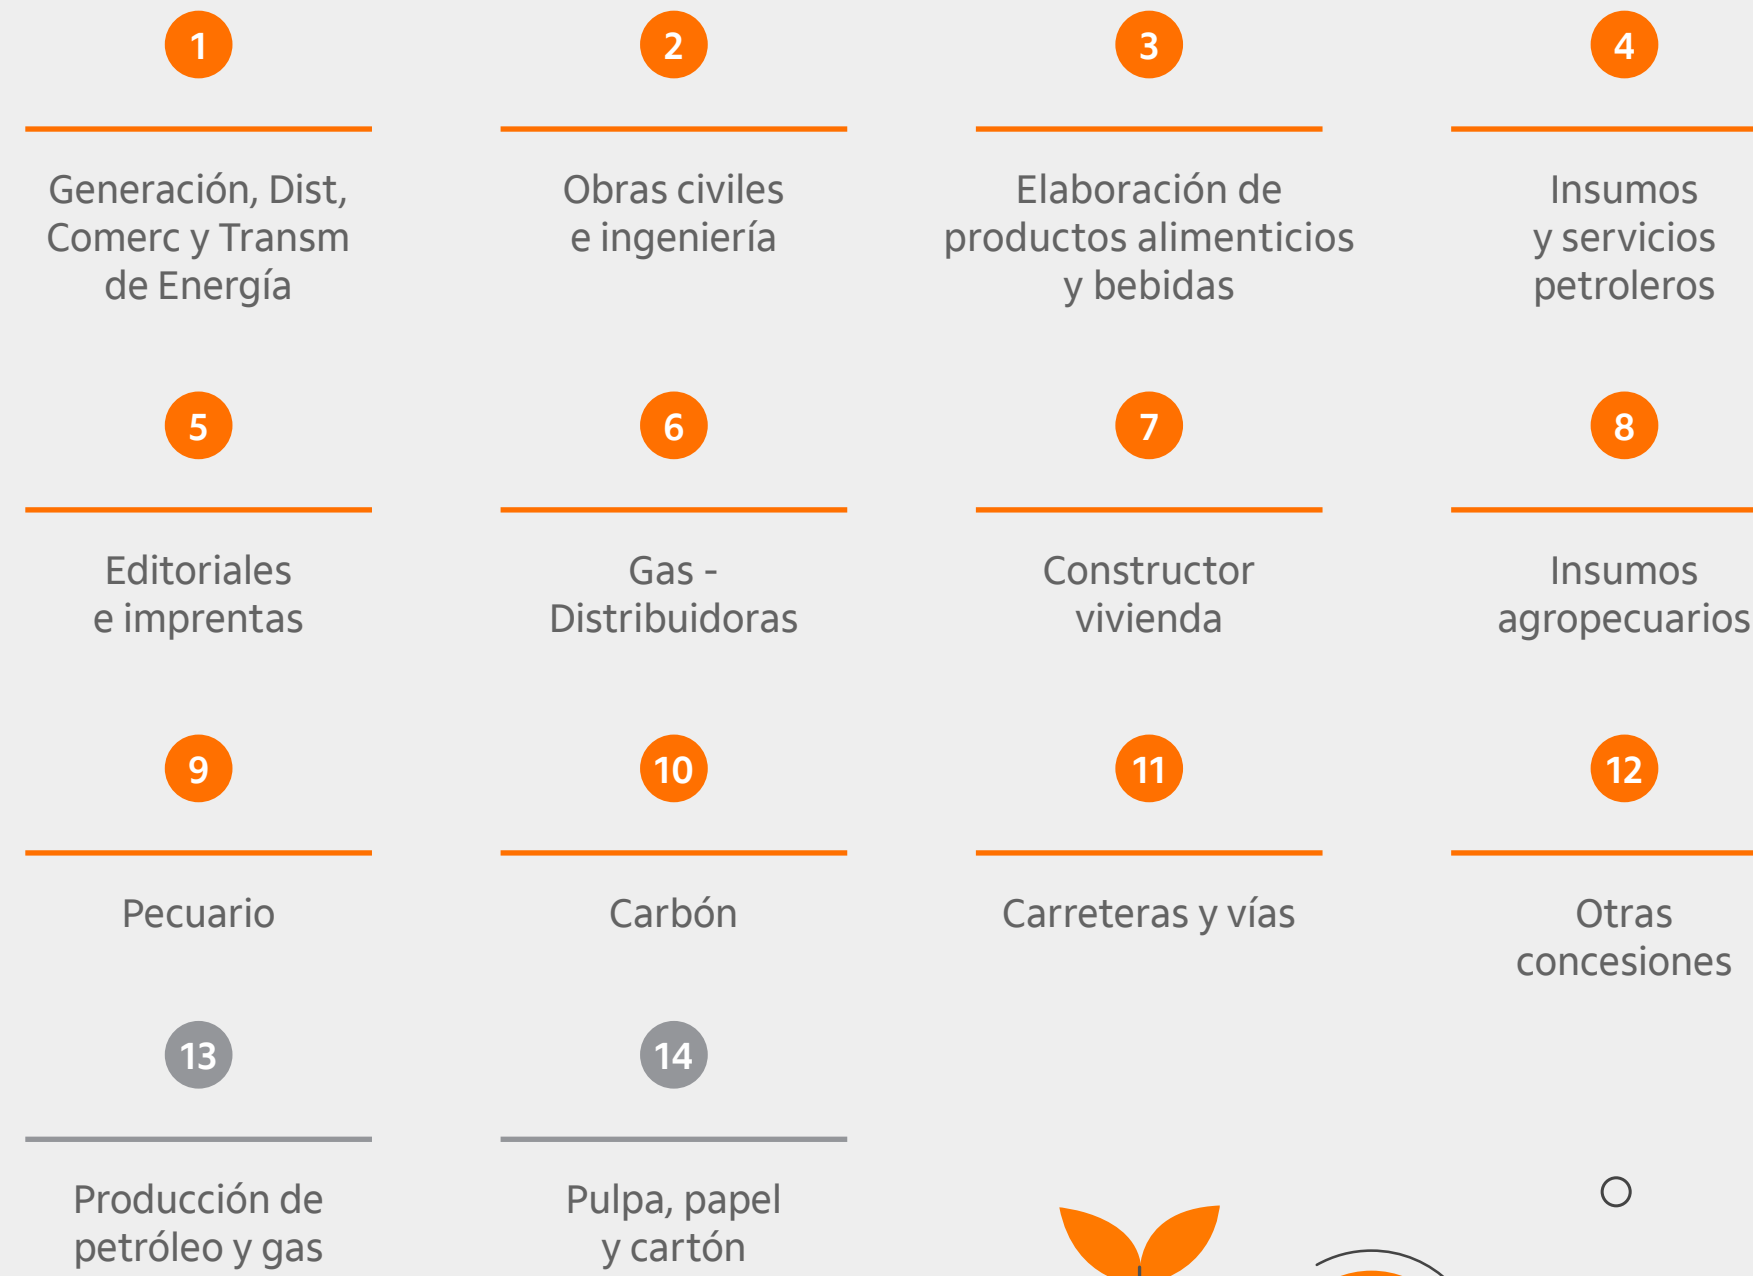 1
Generación, Dist,
Comerc y Transm
de Energía
2
Obras civiles
e ingeniería
3
Elaboración de
productos alimenticios
y bebidas
4
Insumos
y servicios
petroleros
5
Editoriales
e imprentas
6
Gas -
Distribuidoras
7
Constructor
vivienda
8
Insumos
agropecuarios
9
Pecuario
10
Carbón
11
Carreteras y vías
12
Otras
concesiones
13
Producción de
petróleo y gas
14
Pulpa, papel
y cartón